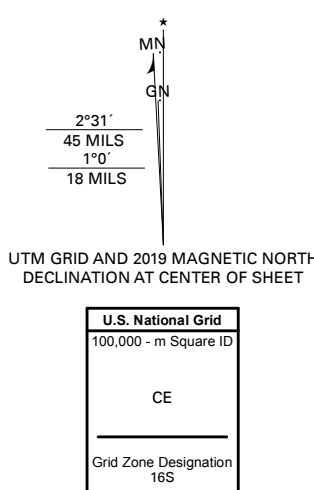 MN
GN
2°31´
45 MILS
1°0´
18 MILS
UTM GRID AND 2019 MAGNETIC NORTH
DECLINATION AT CENTER OF SHEET
U.S. National Grid
100,000 - m Square ID
CE
Grid Zone Designation
16S